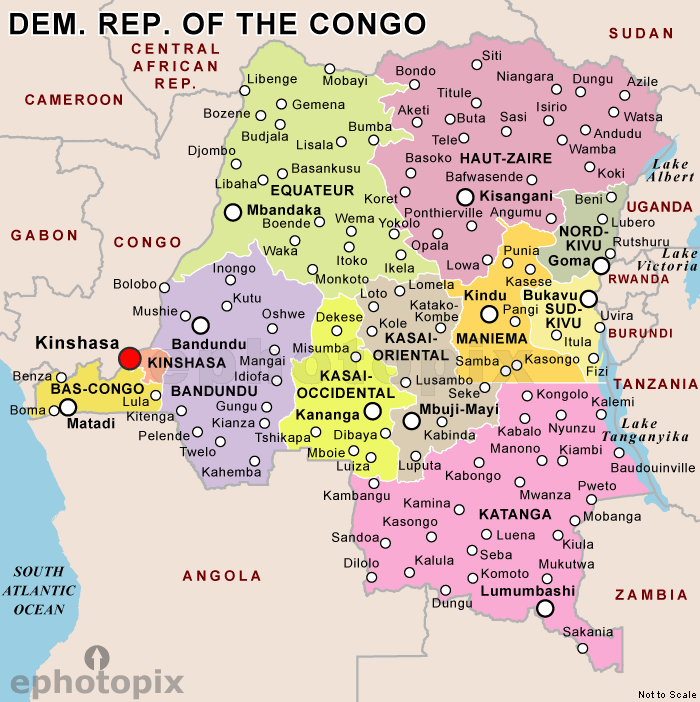 DEM. REP. OF THE CONGO
SUDAN
CENTRAL
AFRICAN
REP.
CAMEROON
GABON
CONGO
UGANDA
RWANDA
BURUNDI
TANZANIA
ZAMBIA
ANGOLA
Lake
Albert
Lake
Victoria
Lake
Tanganyika
SOUTH
ATLANTIC
OCEAN
Libenge
Mobayi
Gemena
Bozene
Budjala
Lisala
Bumba
Djombo
Basankusu
Libaha
EQUATEUR
Mbandaka
Boende
Wema
Yokolo
Waka
Itoko
Ikela
Monkoto
Siti
Bondo
Niangara
Dungu
Azile
Titule
Aketi
Buta
Sasi
Isirio
Watsa
Andudu
Tele
Wamba
Basoko
HAUT-ZAIRE
Koki
Bafwasende
Koret
Kisangani
Ponthierville
Angumu
Opala
Lowa
Beni
Lubero
NORD-
KIVU
Rutshuru
Goma
Punia
Kasese
Kindu
Pangi
MANIEMA
Samba
Kasongo
Bukavu
SUD-
KIVU
Uvira
Itula
Fizi
Lomela
Loto
Katako-
Kombe
Kole
KASAI-
ORIENTAL
Lusambo
Seke
Mbuji-Mayi
Kabinda
Luputa
Dekese
Misumba
KASAI-
OCCIDENTAL
Kananga
Tshikapa
Dibaya
Mboie
Luiza
Inongo
Bolobo
Kutu
Mushie
Oshwe
Bandundu
Mangai
BANDUNDU
Idiofa
Gungu
Kitenga
Kianza
Pelende
Twelo
Kahemba
Kinshasa
KINSHASA
Benza
BAS-CONGO
Boma
Lula
Matadi
Kongolo
Kalemi
Kabalo
Nyunzu
Manono
Kiambi
Baudouinville
Kabongo
Kambangu
Mwanza
Pweto
Kamina
KATANGA
Mobanga
Kasongo
Sandoa
Luena
Kiula
Seba
Dilolo
Kalula
Mukutwa
Komoto
Dungu
Lumumbashi
Sakania
ephotopix
ephotopix
Not to Scale